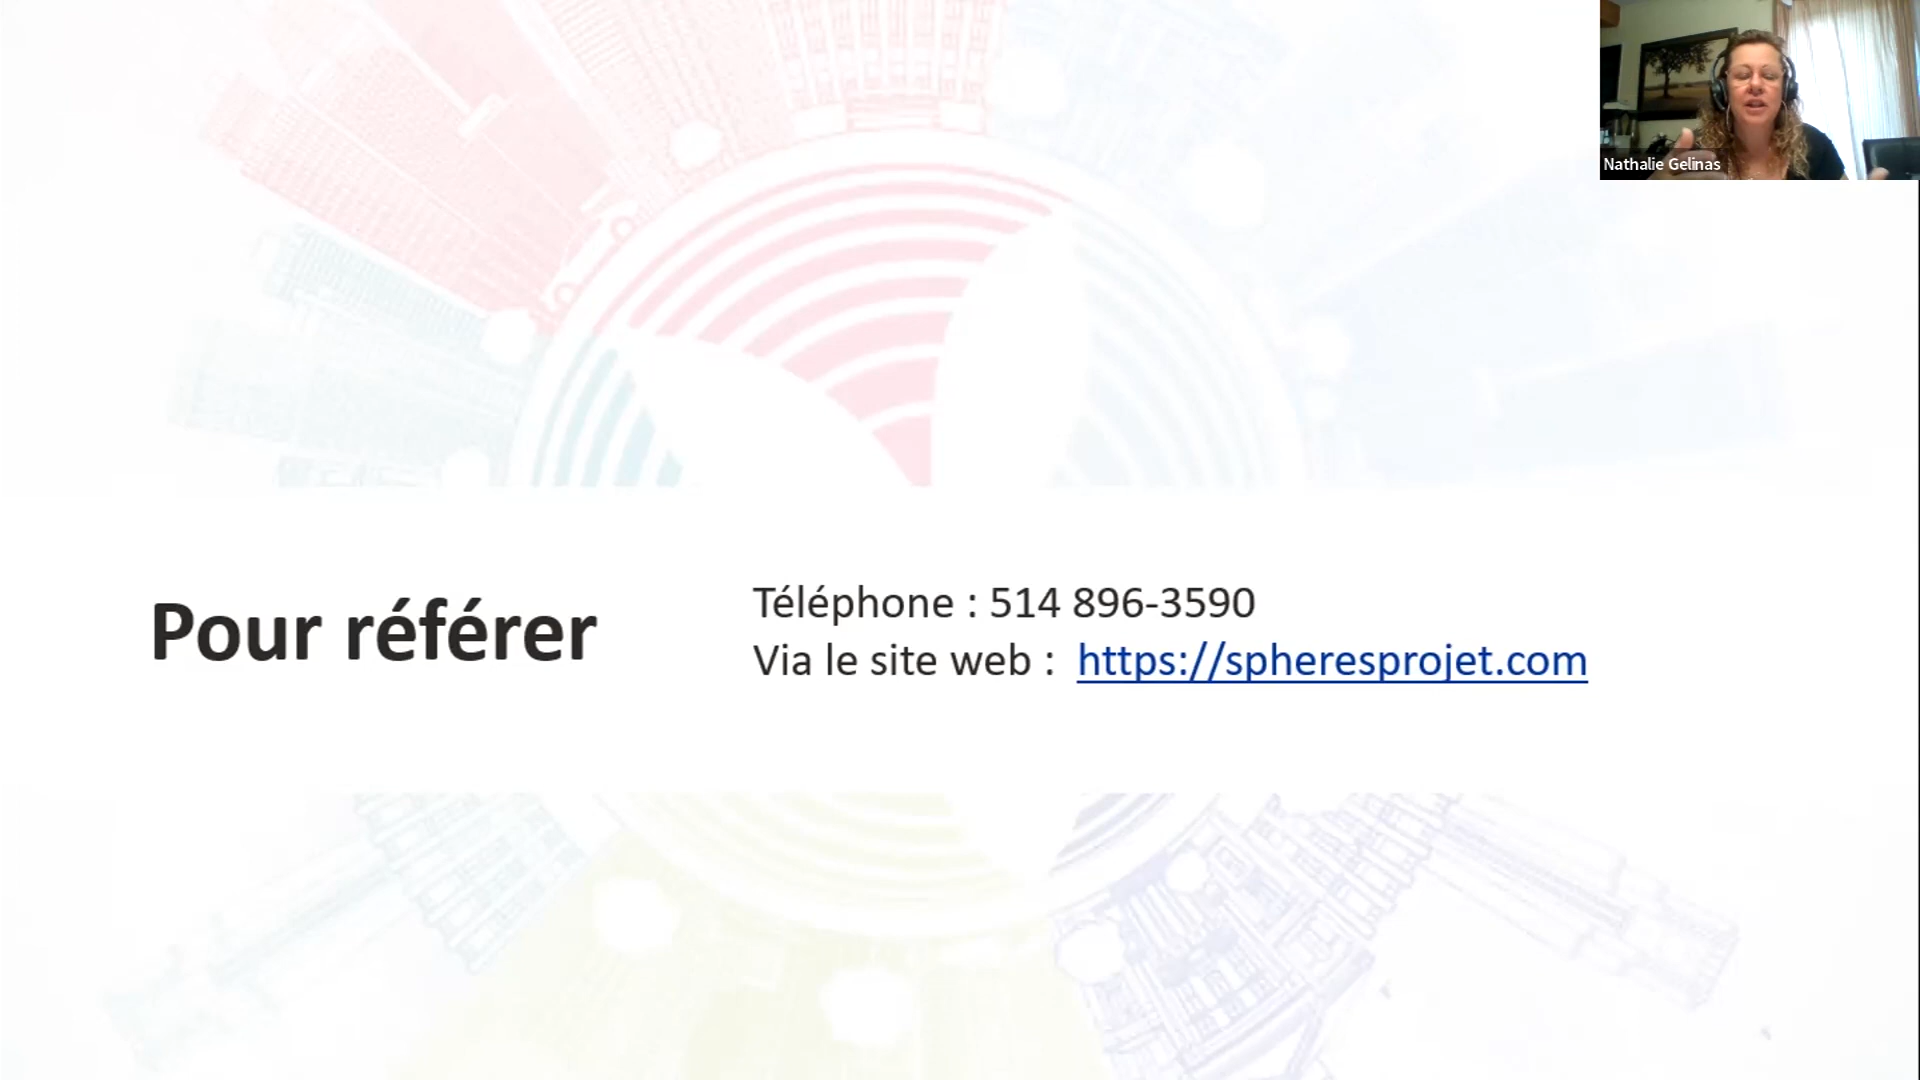 Nathalie Gelinas
Pour référer
Téléphone : 514 896-3590
Via le site web : https://spheresprojet.com